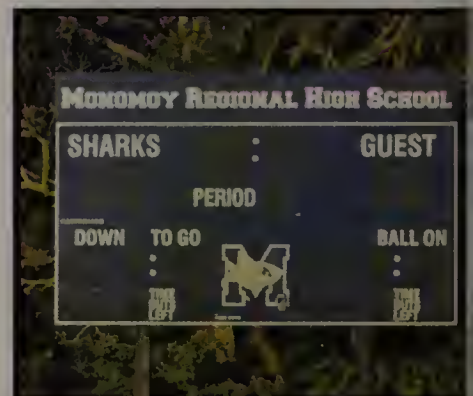 MONOMOY REGIONAL HIGH SCHOOL
SHARKS : GUEST
PERIOD
DOWN TO GO BALL ON
: :
TIME OUTS LEFT M TIME OUTS LEFT